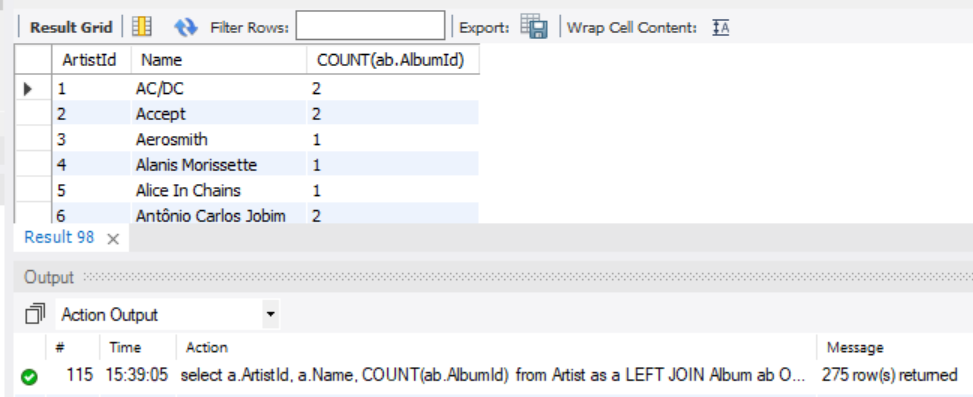 Result Grid Filter Rows: Export: Wrap Cell Content: IA
ArtistId Name COUNT(ab.AlbumId)
1 AC/DC 2
2 Accept 2
3 Aerosmith 1
4 Alanis Morissette 1
5 Alice In Chains 1
6 Antônio Carlos Jobim 2
Result 98
Output
Action Output
# Time Action Message
115 15:39:05 select a.ArtistId, a.Name, COUNT(ab.AlbumId) from Artist as a LEFT JOIN Album ab O... 275 row(s) returned